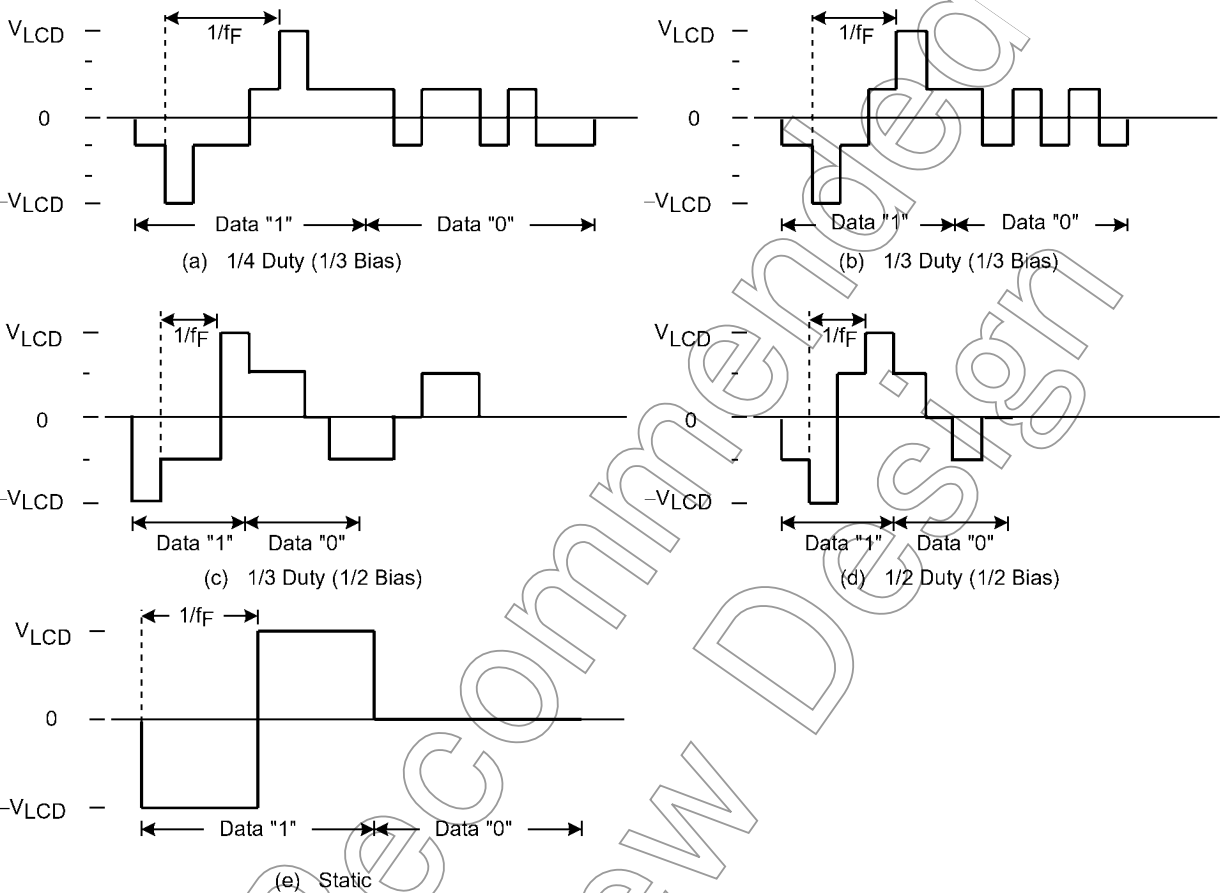 1/fF
VLCD
0
–VLCD
Data "1"
Data "0"
(a) 1/4 Duty (1/3 Bias)
1/fF
VLCD
0
–VLCD
Data "1"
Data "0"
(b) 1/3 Duty (1/3 Bias)
1/fF
VLCD
0
–VLCD
Data "1"
Data "0"
(c) 1/3 Duty (1/2 Bias)
1/fF
VLCD
0
–VLCD
Data "1"
Data "0"
(d) 1/2 Duty (1/2 Bias)
1/fF
VLCD
0
–VLCD
Data "1"
Data "0"
(e) Static
ecommended
ew Design